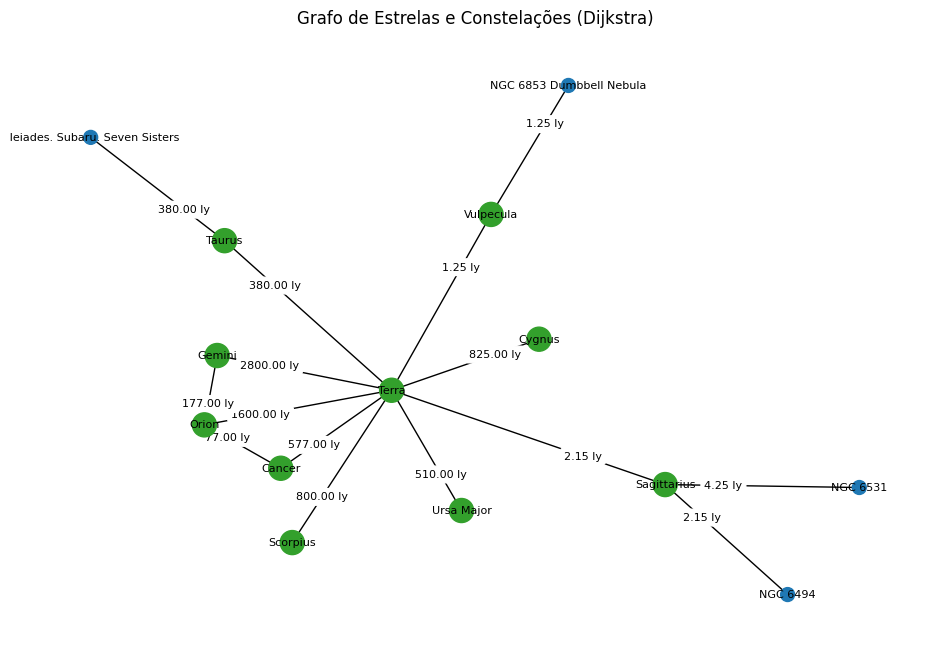 Grafo de Estrelas e Constelações (Dijkstra)
NGC 6853 Dumbbell Nebula
1.25 ly
leiades. Subaru. Seven Sisters
380.00 ly
Vulpecula
Taurus
1.25 ly
380.00 ly
Cygnus
825.00 ly
Gemini
2800.00 ly
Terra
177.00 ly
1600.00 ly
Orion
77.00 ly
577.00 ly
2.15 ly
Cancer
510.00 ly
Sagittarius
4.25 ly
NGC 6531
800.00 ly
Ursa Major
2.15 ly
Scorpius
NGC 6494